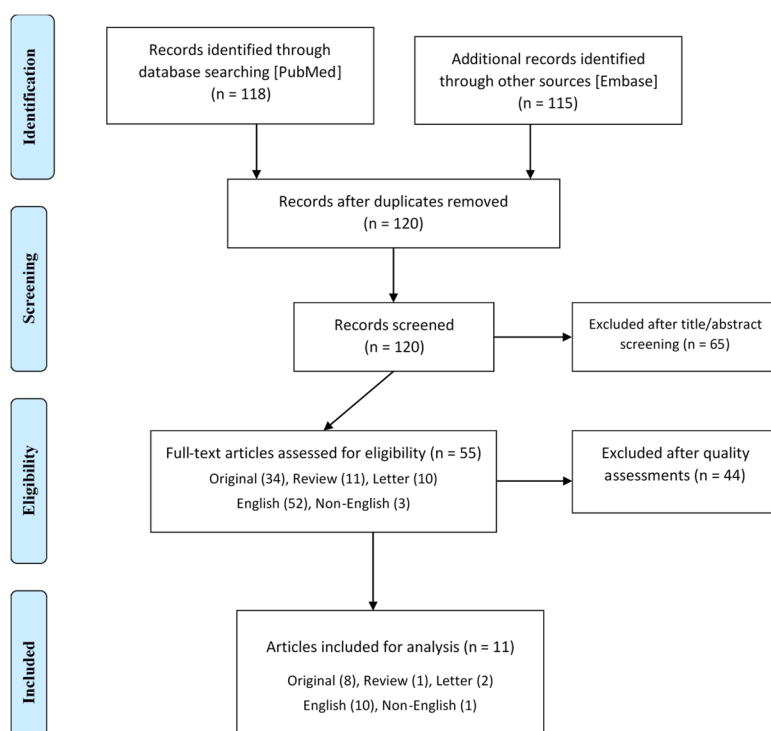 Identification
Records identified through
database searching [PubMed]
(n = 118)
Additional records identified
through other sources [Embase]
(n = 115)
Records after duplicates removed
(n = 120)
Screening
Records screened
(n = 120)
Excluded after title/abstract
screening (n = 65)
Eligibility
Full-text articles assessed for eligibility (n = 55)
Original (34), Review (11), Letter (10)
English (52), Non-English (3)
Excluded after quality
assessments (n = 44)
Included
Articles included for analysis (n = 11)
Original (8), Review (1), Letter (2)
English (10), Non-English (1)